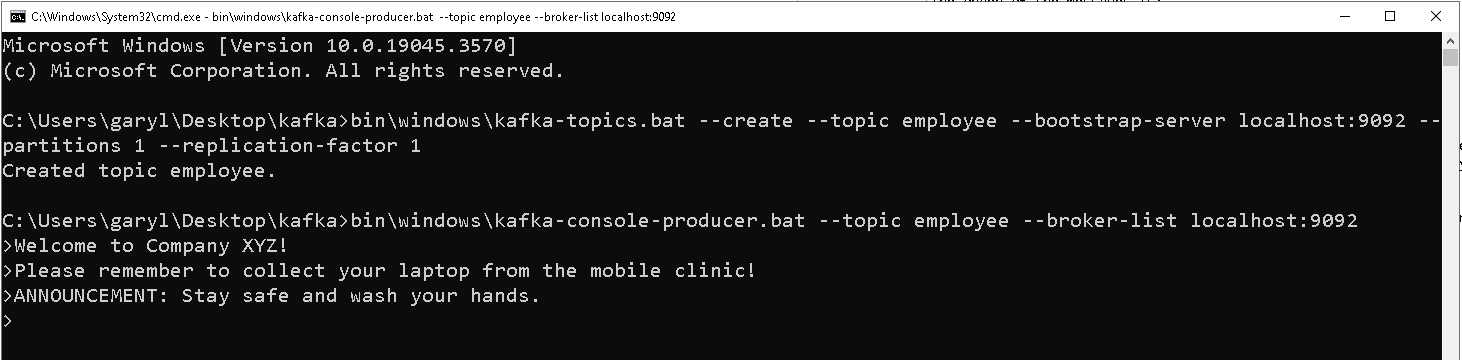 C:\Windows\System32\cmd.exe - bin\windows\kafka-console-producer.bat --topic employee --broker-list localhost:9092
Microsoft Windows [Version 10.0.19045.3570]
(c) Microsoft Corporation. All rights reserved.
C:\Users\garyl\Desktop\kafka>bin\windows\kafka-topics.bat --create --topic employee --bootstrap-server localhost:9092 --
partitions 1 --replication-factor 1
Created topic employee.
C:\Users\garyl\Desktop\kafka>bin\windows\kafka-console-producer.bat --topic employee --broker-list localhost:9092
>Welcome to Company XYZ!
>Please remember to collect your laptop from the mobile clinic!
>ANNOUNCEMENT: Stay safe and wash your hands.
>